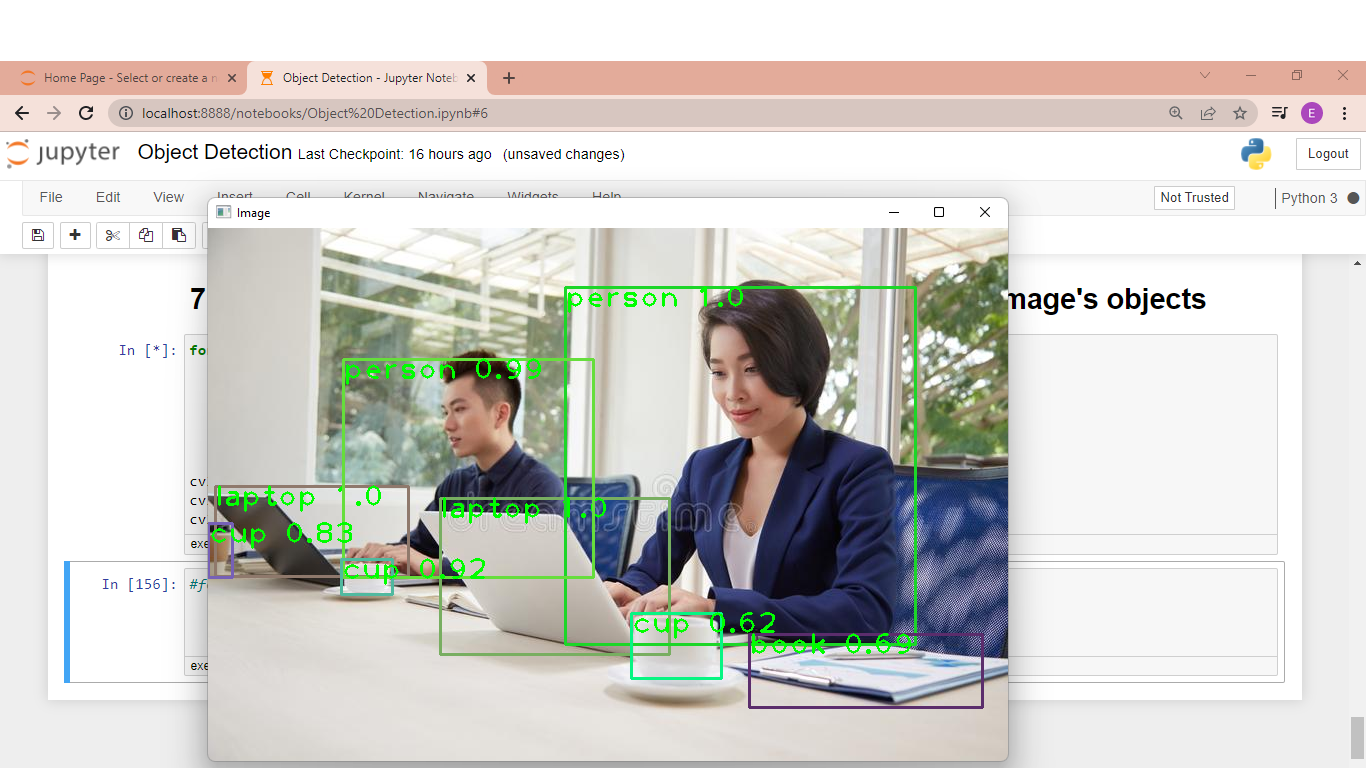 Home Page - Select or create a n
Object Detection - Jupyter Noteb
localhost:8888/notebooks/Object%20Detection.ipynb#6
E
jupyter Object Detection Last Checkpoint: 16 hours ago (unsaved changes)
Logout
File Edit View Insert Cell Kernel Navigate Widgets Help
Not Trusted
Python 3
Image
7
mage's objects
In [*]: fo
person 1.0
person 0.99
cv
laptop 1.0
cv
laptop 1.0
cv
cup 0.83
exe
cup 0.92
In [156]: #f
cup 0.62
book 0.69
exe
dreamstime.